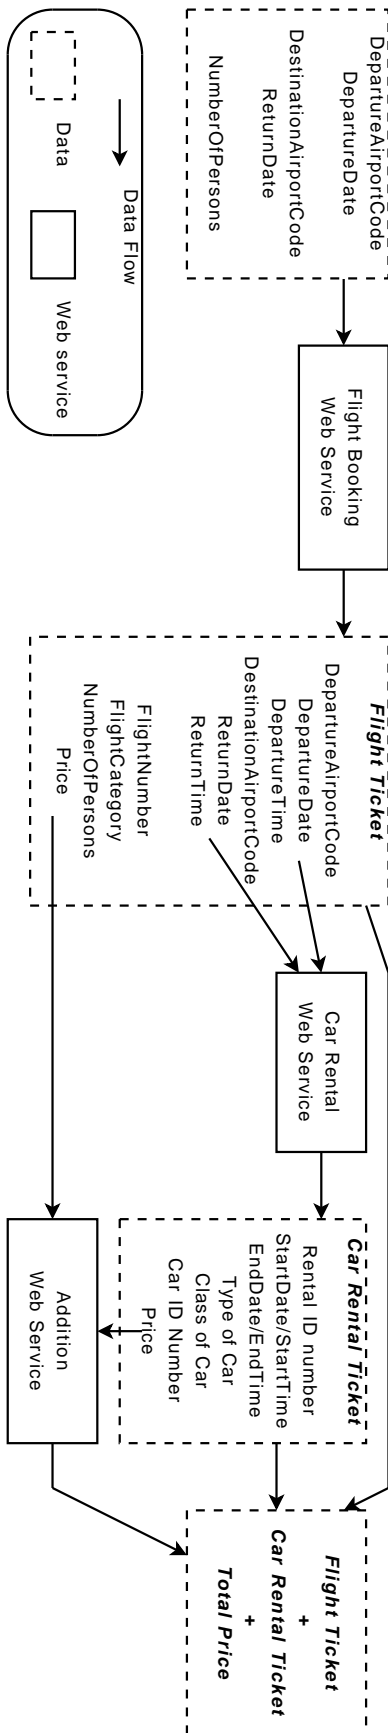 DepartureAirportCode
DepartureDate
DestinationAirportCode
ReturnDate
NumberOfPersons
Flight Booking
Web Service
Flight Ticket
DepartureAirportCode
DepartureDate
DepartureTime
DestinationAirportCode
ReturnDate
ReturnTime
FlightNumber
FlightCategory
NumberOfPersons
Price
Car Rental
Web Service
Car Rental Ticket
Rental ID number
StartDate/StartTime
EndDate/EndTime
Type of Car
Class of Car
Car ID Number
Price
Addition
Web Service
Flight Ticket
+
Car Rental Ticket
+
Total Price
Data Flow
Data
Web service